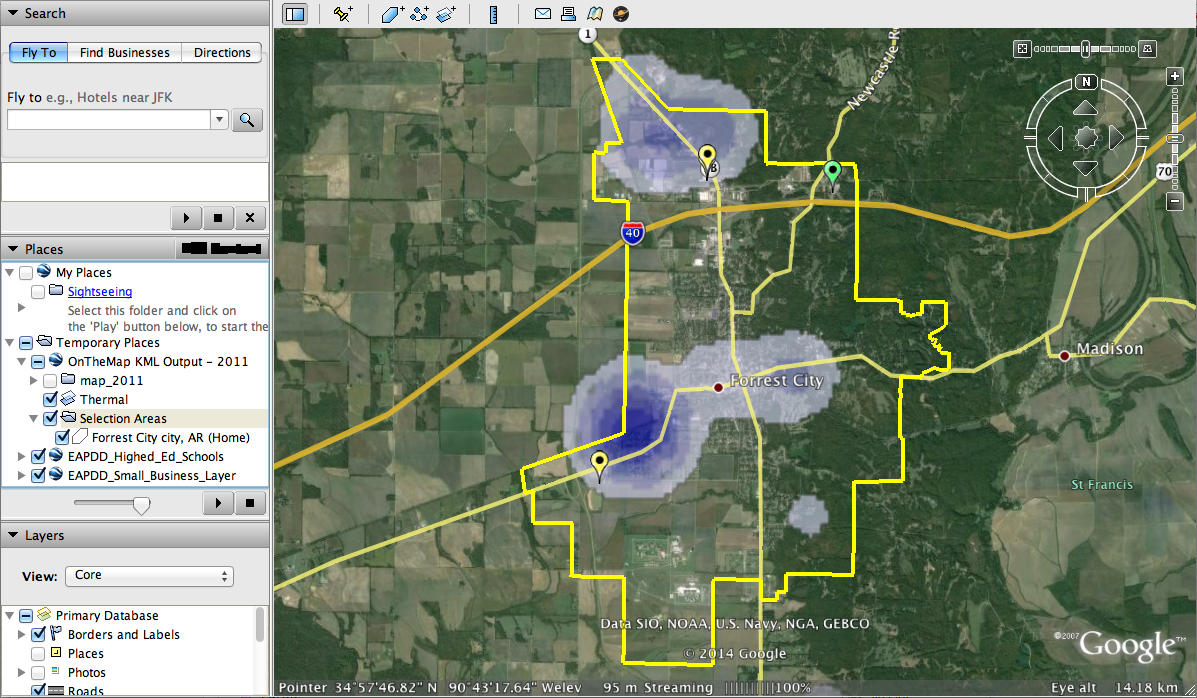 Search
Fly To Find Businesses Directions
Fly to e.g., Hotels near JFK
Places
My Places
Sightseeing
Select this folder and click on
the 'Play' button below, to start the
Temporary Places
OnTheMap KML Output - 2011
map_2011
Thermal
Selection Areas
Forrest City city, AR (Home)
EAPDD_Highed_Ed_Schools
EAPDD_Small_Business_Layer
Layers
View: Core
Primary Database
Borders and Labels
Places
Photos
Roads
1
Newcastle R
N
70
40
Madison
Forrest City
St Francis
Data SIO, NOAA, U.S. Navy, NGA, GEBCO
© 2014 Google
©2007 Google™
Pointer 34°57'46.82" N 90°43'17.64" W elev 95 m Streaming ||||||||||100% Eye alt 14.18 km